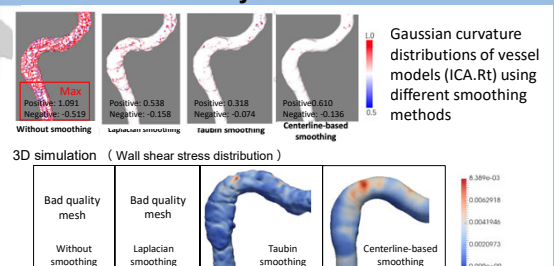 1.0
0.5
Max
Positive: 1.091
Negative: -0.519
Without smoothing
Positive: 0.538
Negative: -0.158
Laplacian smoothing
Positive: 0.318
Negative: -0.074
Taubin smoothing
Positive0.610
Negative: -0.136
Centerline-based
smoothing
Gaussian curvature
distributions of vessel
models (ICA.Rt) using
different smoothing
methods
3D simulation （ Wall shear stress distribution ）
Bad quality
mesh
Without
smoothing
Bad quality
mesh
Laplacian
smoothing
Taubin
smoothing
Centerline-based
smoothing
8.389e-03
0.0062918
0.0041946
0.0020973